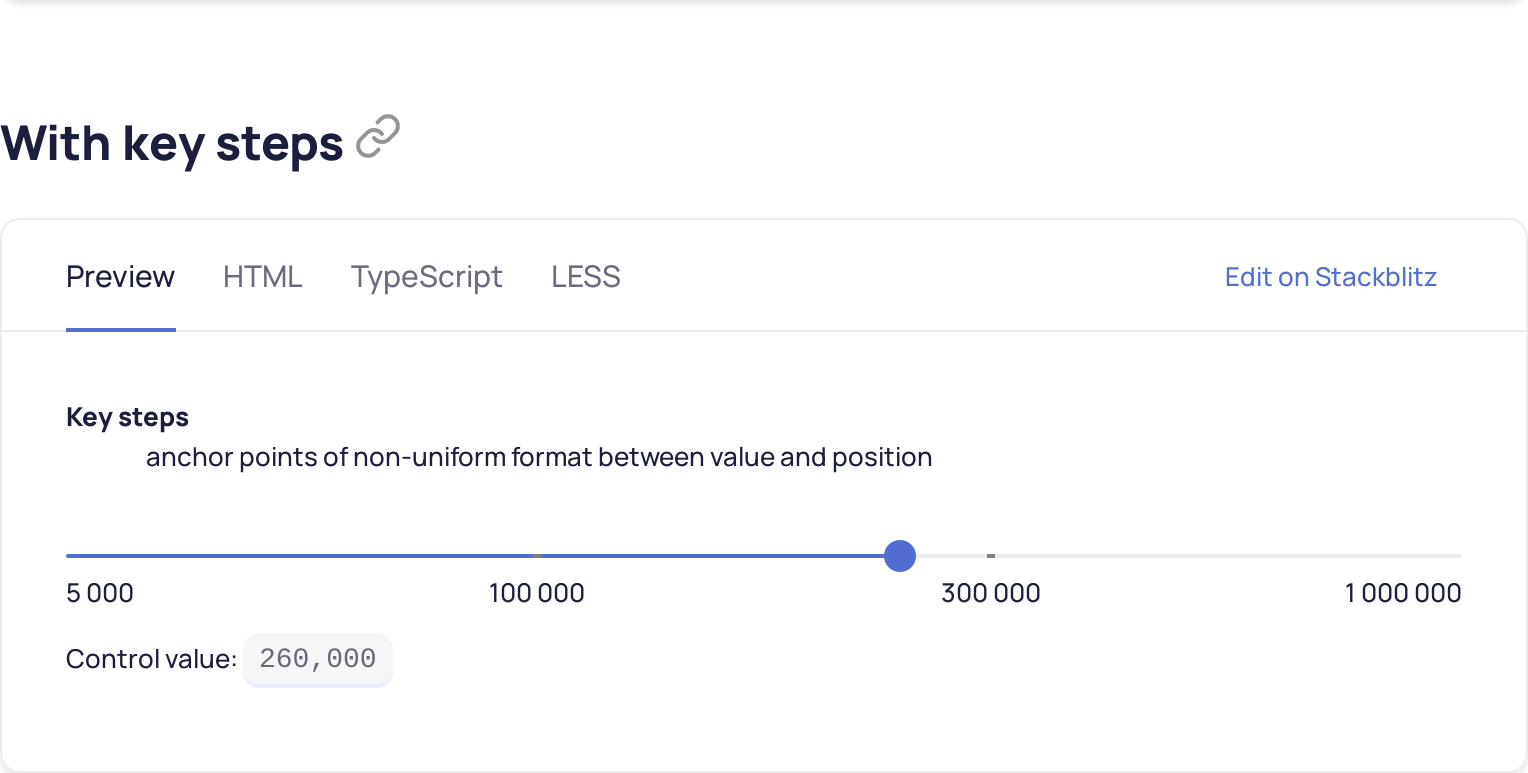 With key steps
Preview HTML TypeScript LESS Edit on Stackblitz
Key steps
anchor points of non-uniform format between value and position
5 000 100 000 300 000 1 000 000
Control value: 260,000